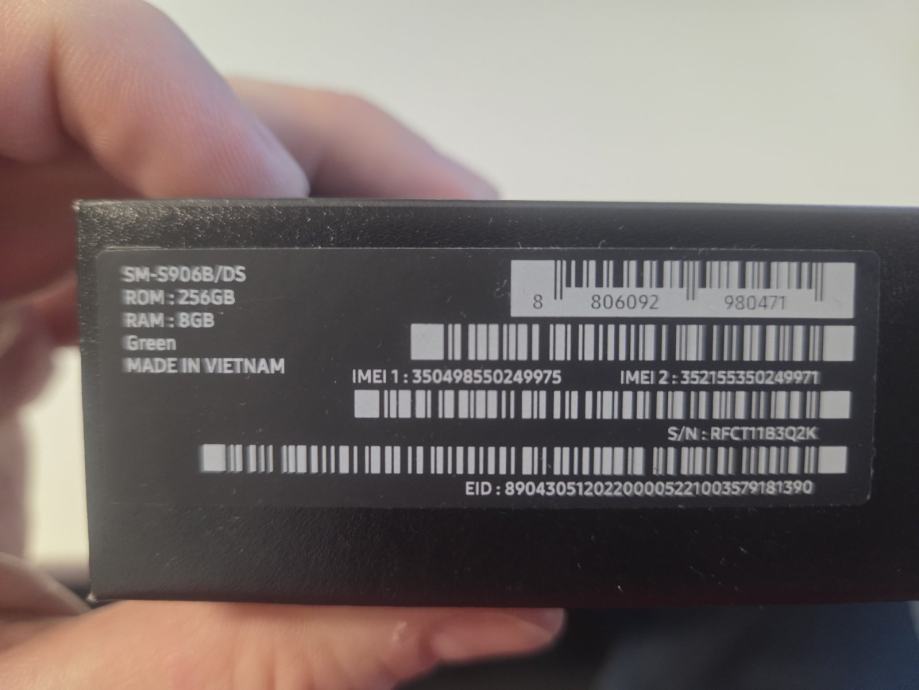 SM-S906B/DS
ROM : 256GB
RAM : 8GB
Green
MADE IN VIETNAM
8 806092 980471
IMEI 1 : 350498550249975 IMEI 2 : 352155350249971
S/N : RFCT11B3Q2K
EID : 89043051202200005221003579181390